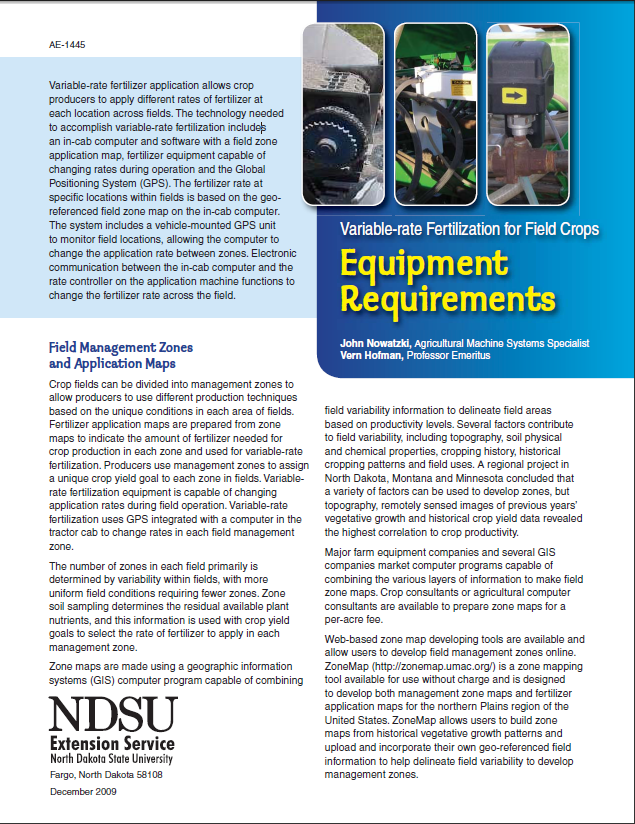 AE-1445
Variable-rate fertilizer application allows crop
producers to apply different rates of fertilizer at
each location across fields. The technology needed
to accomplish variable-rate fertilization includes
an in-cab computer and software with a field zone
application map, fertilizer equipment capable of
changing rates during operation and the Global
Positioning System (GPS). The fertilizer rate at
specific locations within fields is based on the geo-
referenced field zone map on the in-cab computer.
The system includes a vehicle-mounted GPS unit
to monitor field locations, allowing the computer to
change the application rate between zones. Electronic
communication between the in-cab computer and the
rate controller on the application machine functions to
change the fertilizer rate across the field.
Variable-rate Fertilization for Field Crops
Equipment
Requirements
John Nowatzki, Agricultural Machine Systems Specialist
Vern Hofman, Professor Emeritus
Field Management Zones
and Application Maps
Crop fields can be divided into management zones to
allow producers to use different production techniques
based on the unique conditions in each area of fields.
Fertilizer application maps are prepared from zone
maps to indicate the amount of fertilizer needed for
crop production in each zone and used for variable-rate
fertilization. Producers use management zones to assign
a unique crop yield goal to each zone in fields. Variable-
rate fertilization equipment is capable of changing
application rates during field operation. Variable-rate
fertilization uses GPS integrated with a computer in the
tractor cab to change rates in each field management
zone.
The number of zones in each field primarily is
determined by variability within fields, with more
uniform field conditions requiring fewer zones. Zone
soil sampling determines the residual available plant
nutrients, and this information is used with crop yield
goals to select the rate of fertilizer to apply in each
management zone.
Zone maps are made using a geographic information
systems (GIS) computer program capable of combining
field variability information to delineate field areas
based on productivity levels. Several factors contribute
to field variability, including topography, soil physical
and chemical properties, cropping history, historical
cropping patterns and field uses. A regional project in
North Dakota, Montana and Minnesota concluded that
a variety of factors can be used to develop zones, but
topography, remotely sensed images of previous years'
vegetative growth and historical crop yield data revealed
the highest correlation to crop productivity.
Major farm equipment companies and several GIS
companies market computer programs capable of
combining the various layers of information to make field
zone maps. Crop consultants or agricultural computer
consultants are available to prepare zone maps for a
per-acre fee.
Web-based zone map developing tools are available and
allow users to develop field management zones online.
ZoneMap (http://zonemap.umac.org/) is a zone mapping
tool available for use without charge and is designed
to develop both management zone maps and fertilizer
application maps for the northern Plains region of the
United States. ZoneMap allows users to build zone
maps from historical vegetative growth patterns and
upload and incorporate their own geo-referenced field
information to help delineate field variability to develop
management zones.
NDSU
Extension Service
North Dakota State University
Fargo, North Dakota 58108
December 2009